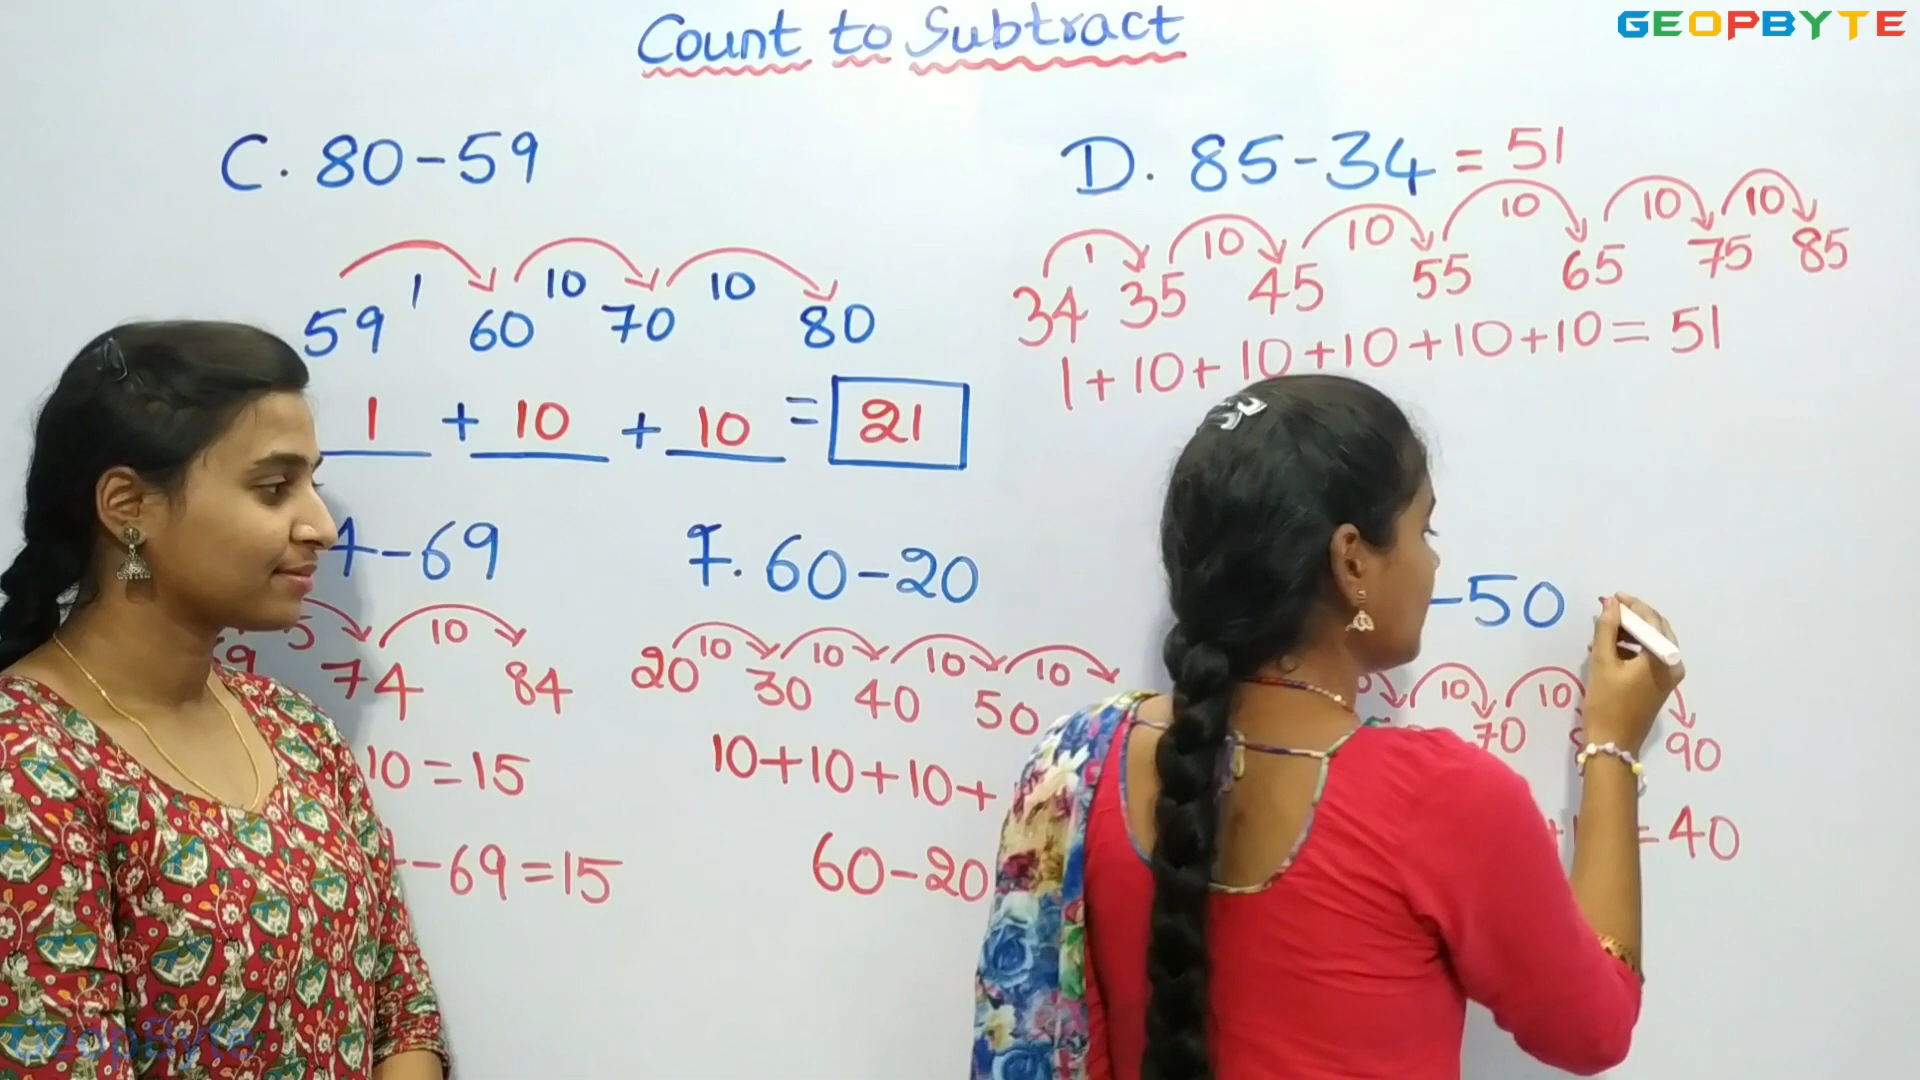 Count to Subtract
GEOPBYTE
C. 80-59
1 10 10
59 60 70 80
1 + 10 + 10 = 21
D. 85-34 = 51
1 10 10 10 10 10
34 35 45 55 65 75 85
1+10+10+10+10+10=51
-69
5 10
74 84
10=15
-69=15
F. 60-20
10 10 10 10
20 30 40 50
10+10+10+
60-20
-50
10 10
70 90
=40
GeopByte